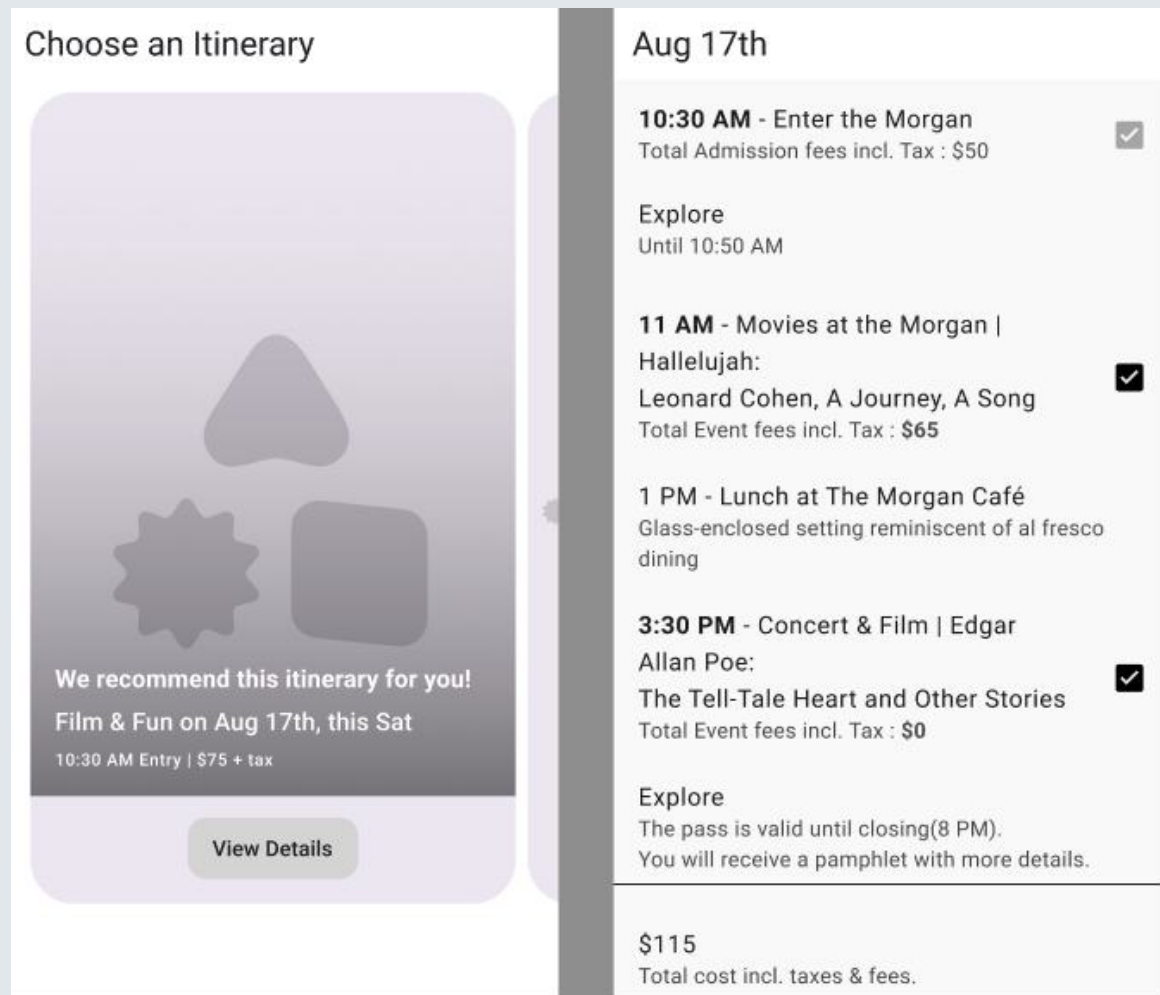 Choose an Itinerary
We recommend this itinerary for you!
Film & Fun on Aug 17th, this Sat
10:30 AM Entry | $75 + tax
View Details
Aug 17th
10:30 AM - Enter the Morgan
Total Admission fees incl. Tax : $50
Explore
Until 10:50 AM
11 AM - Movies at the Morgan |
Hallelujah:
Leonard Cohen, A Journey, A Song
Total Event fees incl. Tax : $65
1 PM - Lunch at The Morgan Café
Glass-enclosed setting reminiscent of al fresco
dining
3:30 PM - Concert & Film | Edgar
Allan Poe:
The Tell-Tale Heart and Other Stories
Total Event fees incl. Tax : $0
Explore
The pass is valid until closing(8 PM).
You will receive a pamphlet with more details.
$115
Total cost incl. taxes & fees.